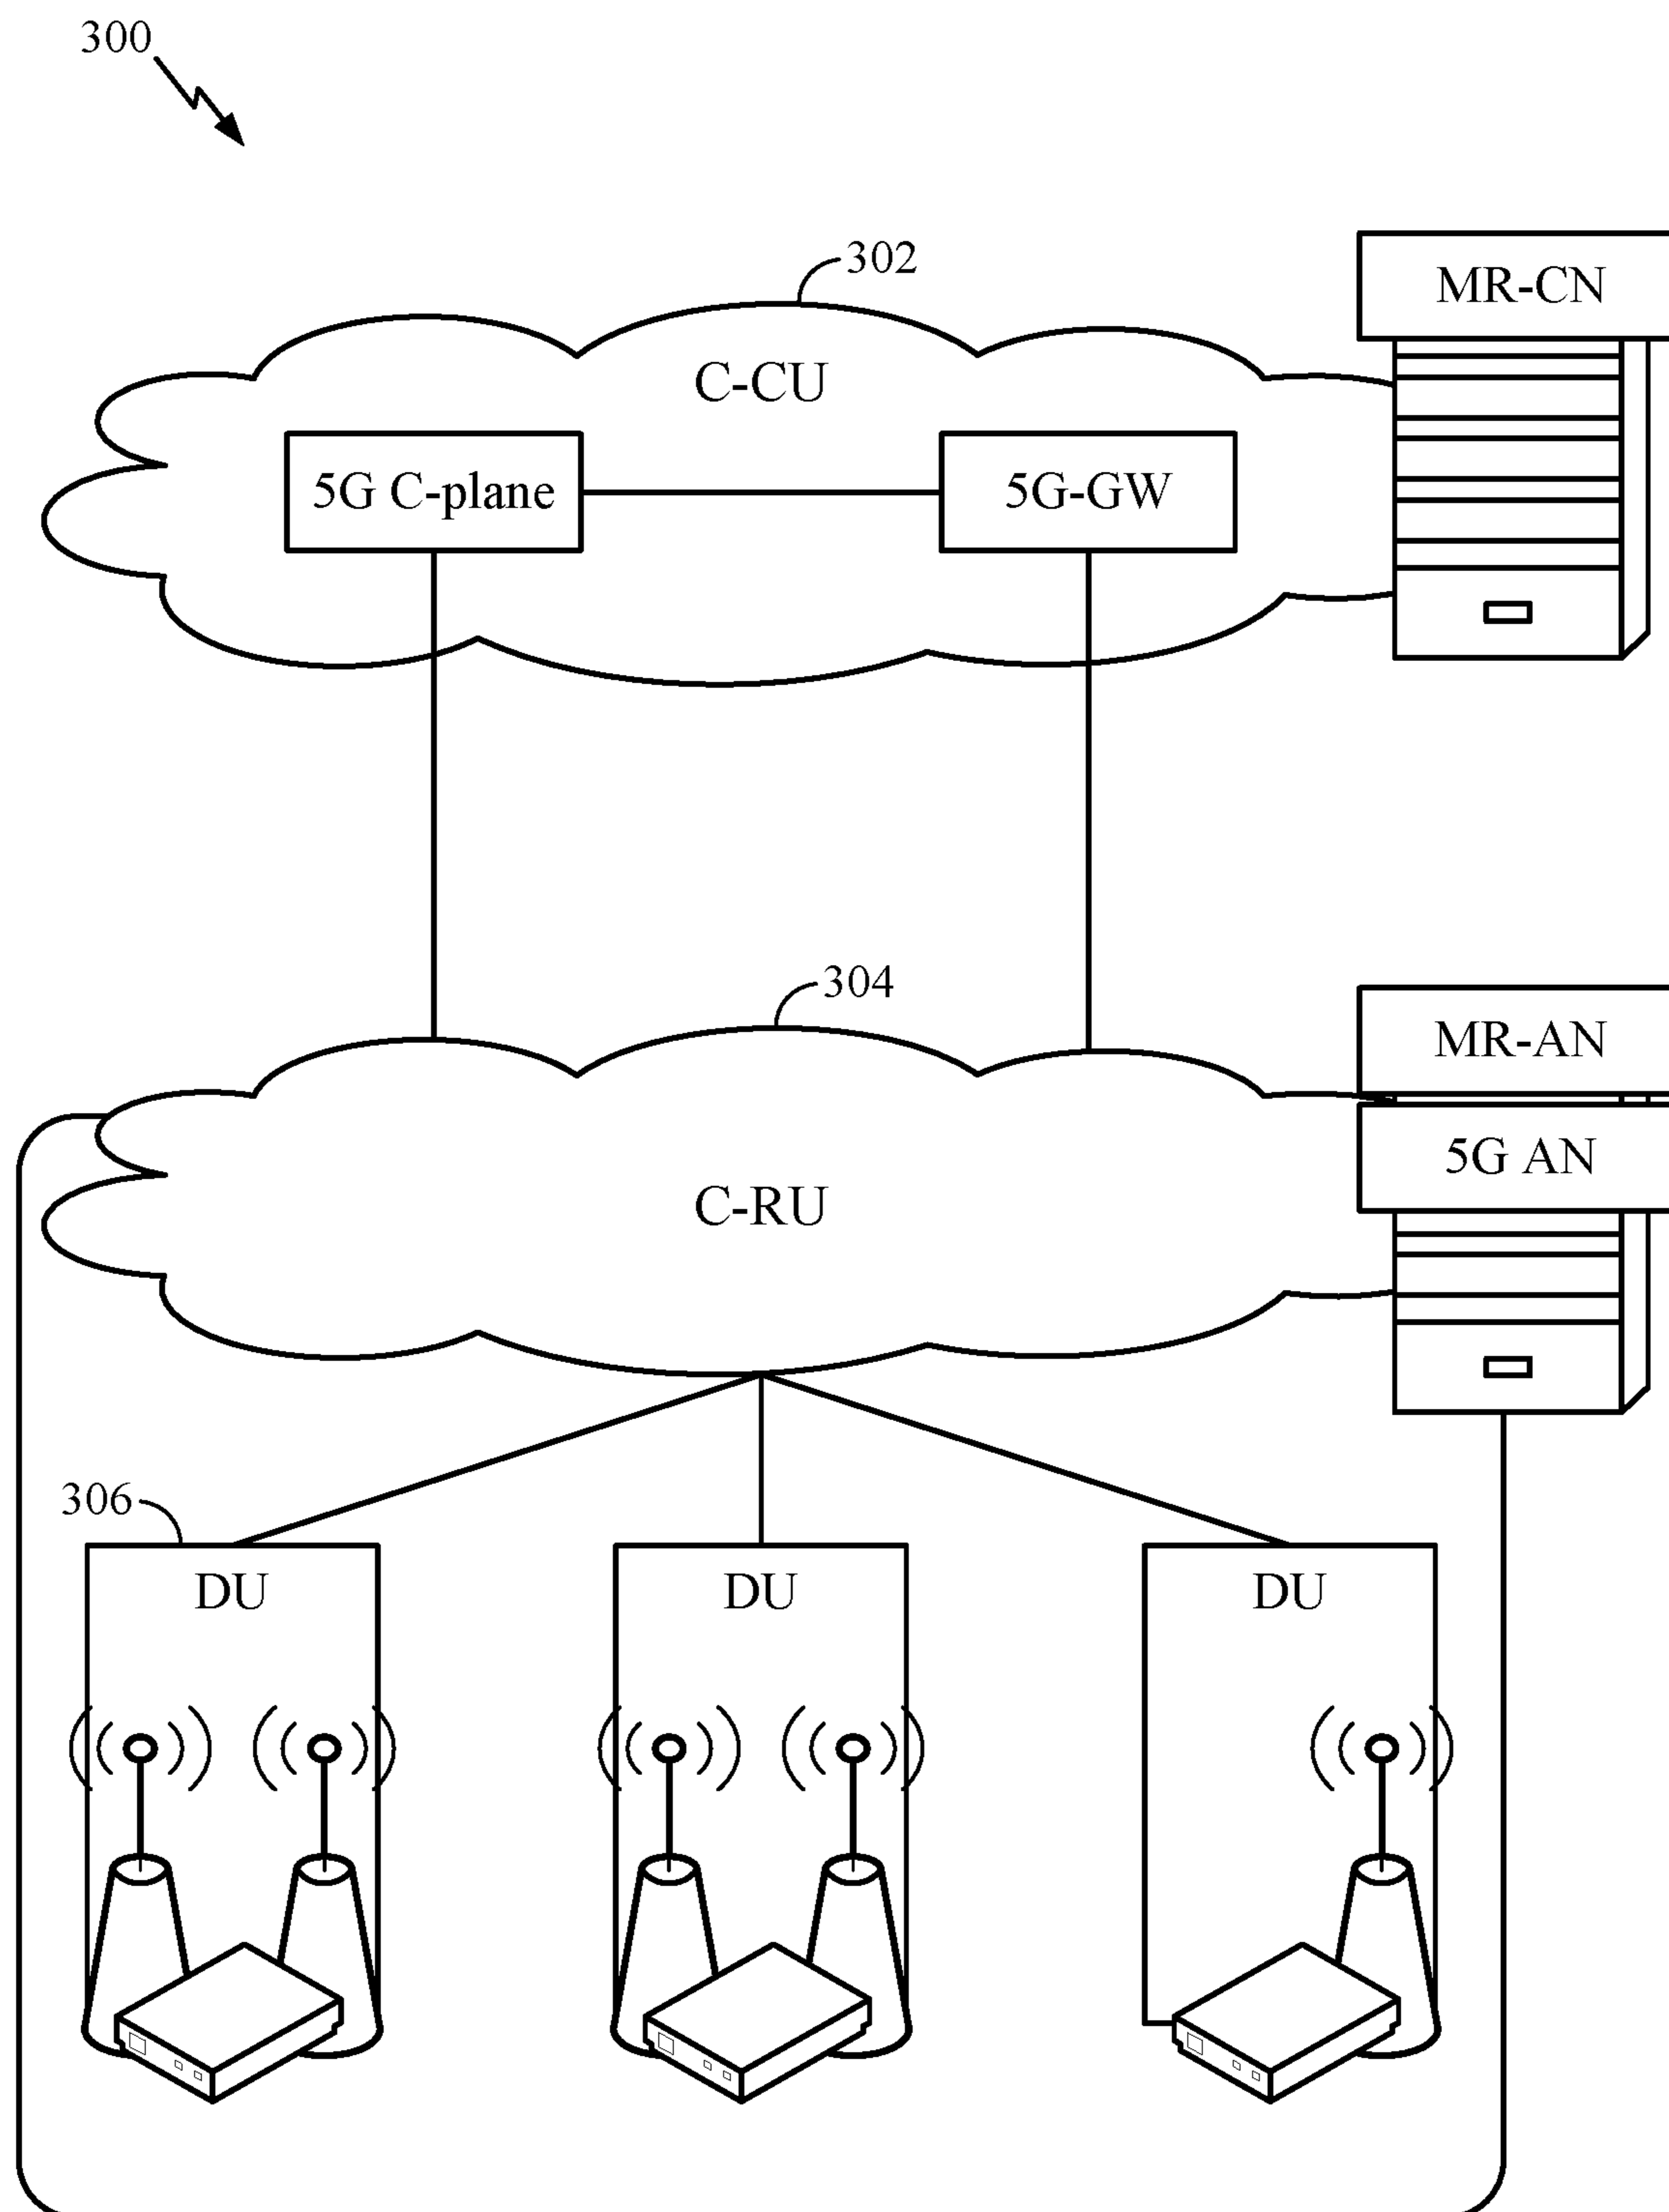 300
302
MR-CN
C-CU
5G C-plane
5G-GW
304
MR-AN
5G AN
C-RU
306
DU
DU
DU